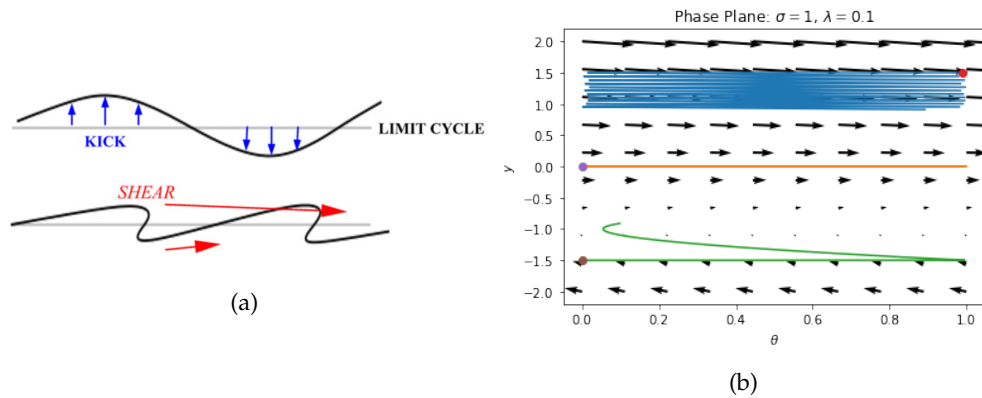 KICK
LIMIT CYCLE
SHEAR
(a)
Phase Plane: σ = 1, λ = 0.1
2.0
1.5
1.0
0.5
0.0
−0.5
−1.0
−1.5
−2.0
y
0.0 0.2 0.4 0.6 0.8 1.0
θ
(b)